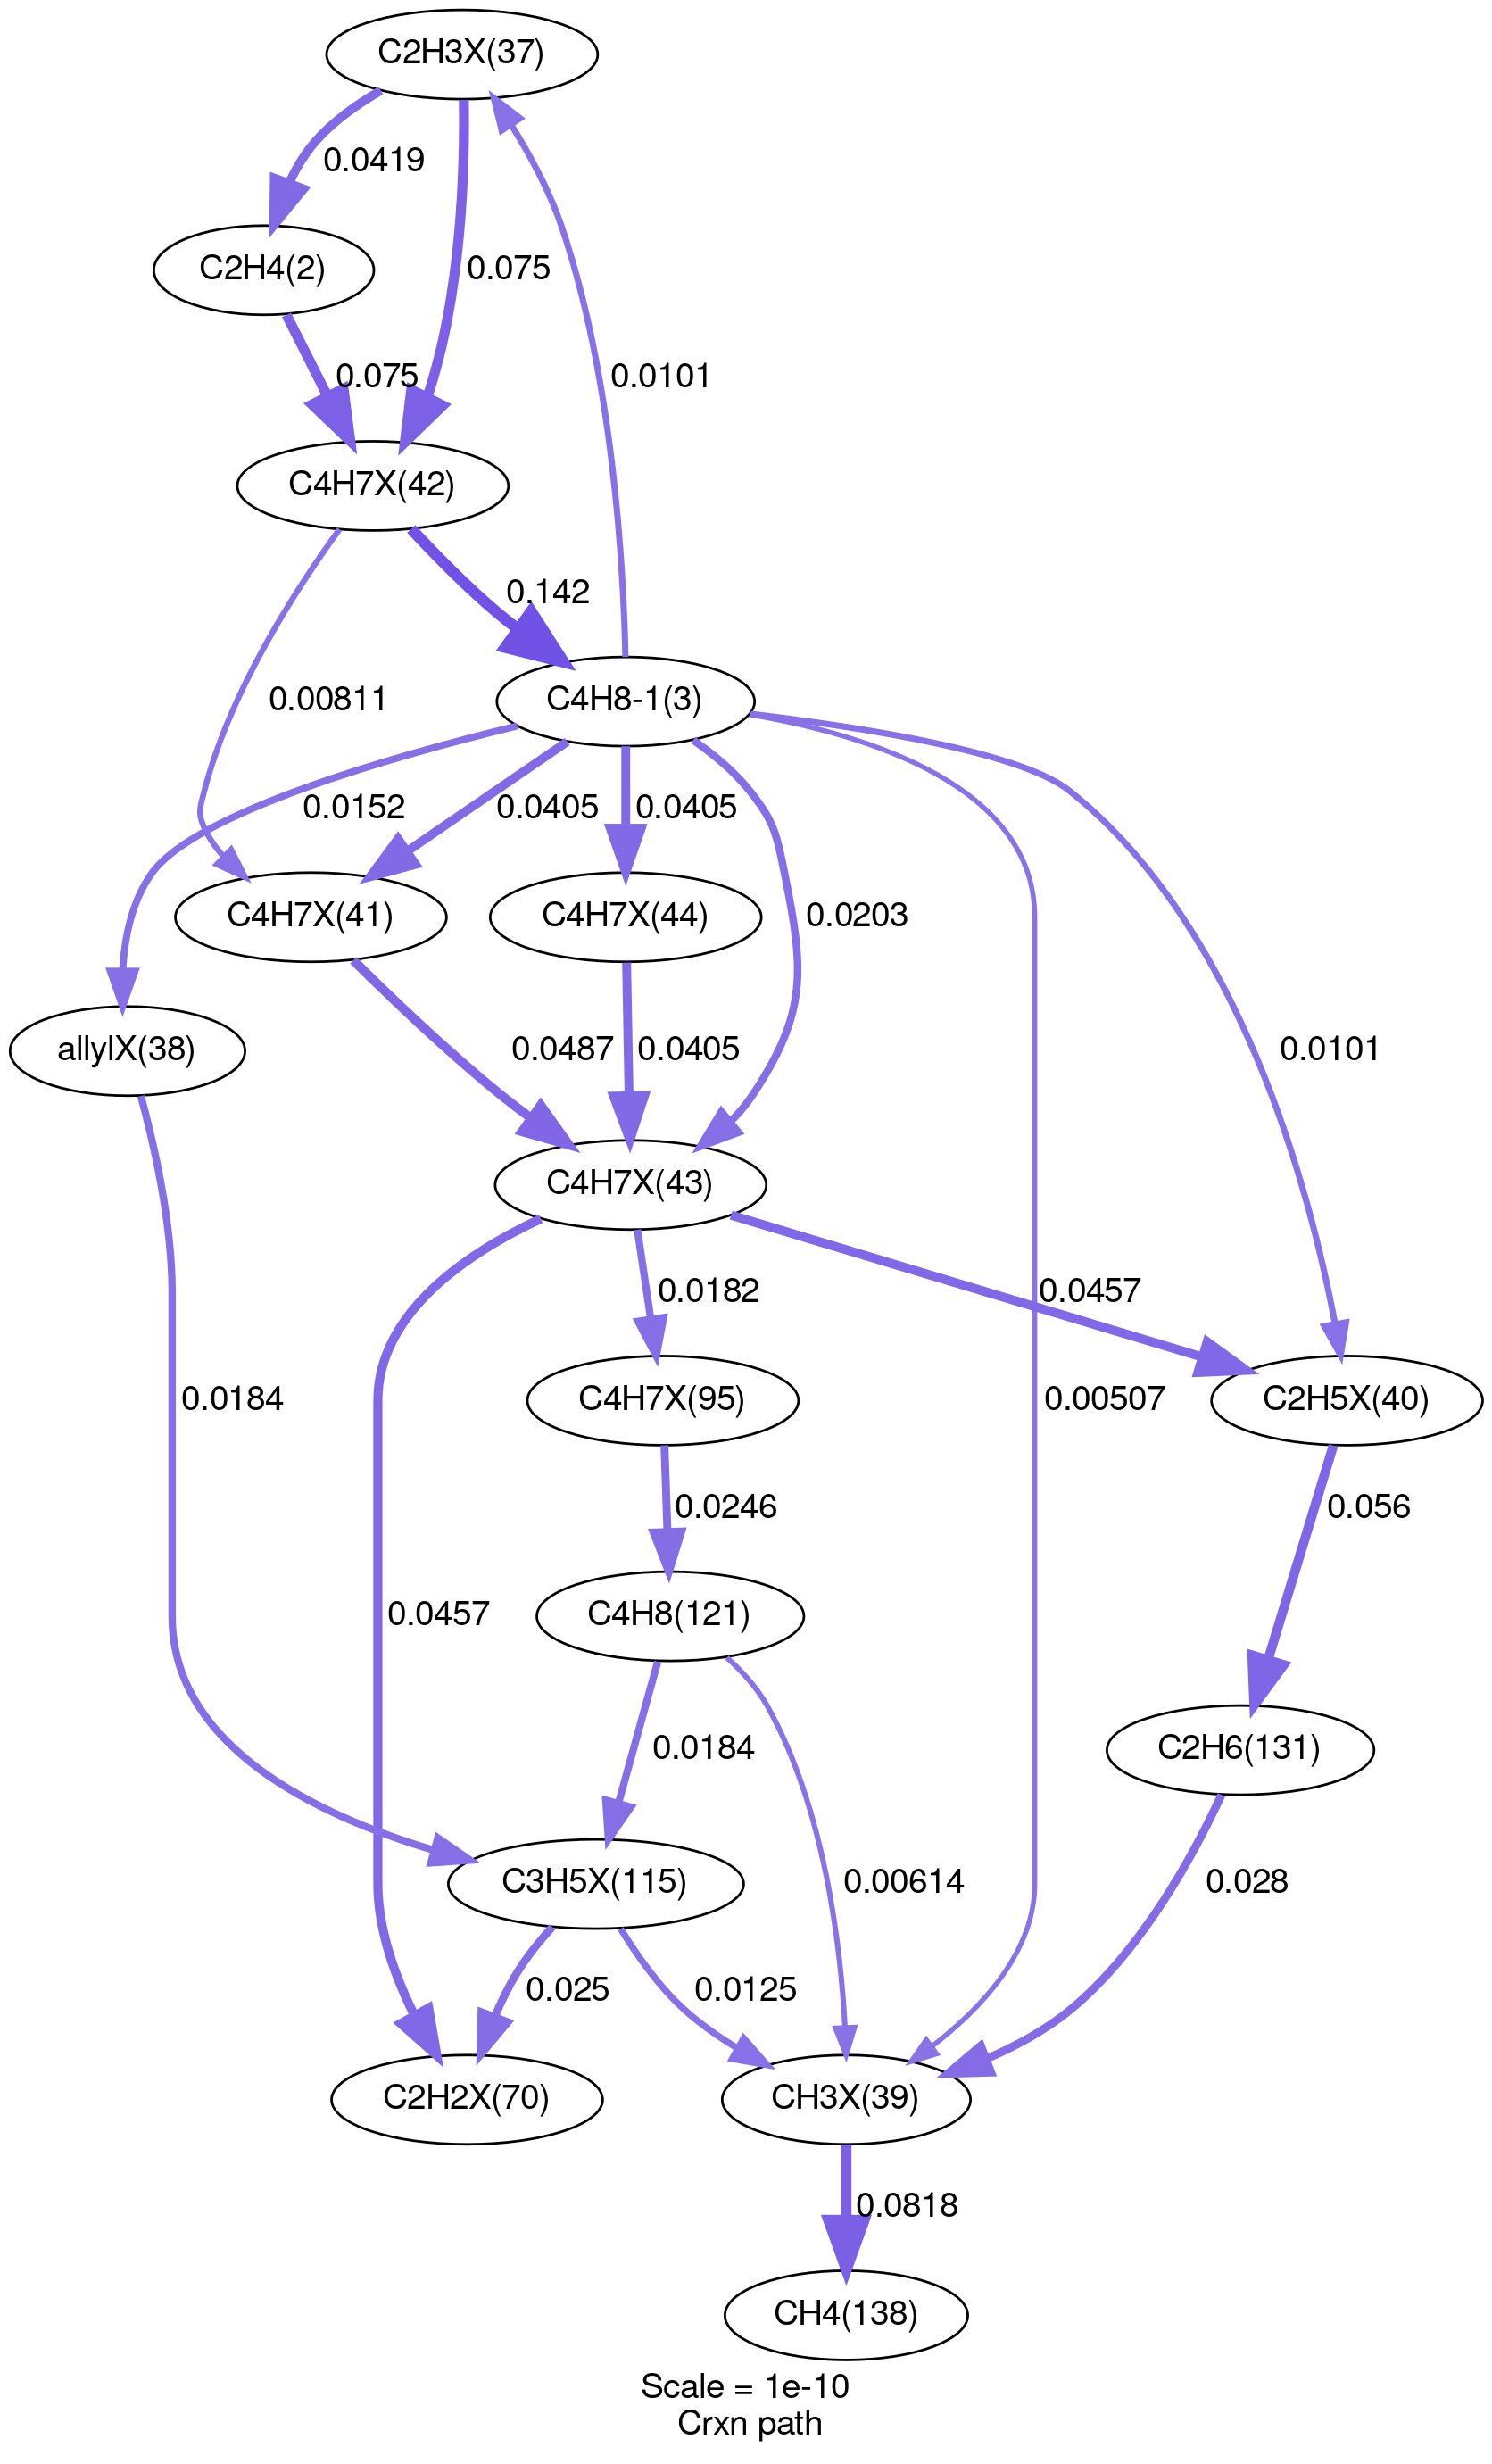 C2H3X(37)
0.0419
C2H4(2)
0.075
0.075
0.0101
C4H7X(42)
0.142
0.00811
C4H8-1(3)
0.0152
0.0405
0.0405
0.0203
C4H7X(41)
C4H7X(44)
allylX(38)
0.0487
0.0405
0.0101
C4H7X(43)
0.0182
0.0457
0.0184
C4H7X(95)
0.00507
C2H5X(40)
0.0246
0.056
0.0457
C4H8(121)
0.0184
C2H6(131)
C3H5X(115)
0.00614
0.028
0.025
0.0125
C2H2X(70)
CH3X(39)
0.0818
CH4(138)
Scale = 1e-10
Crxn path